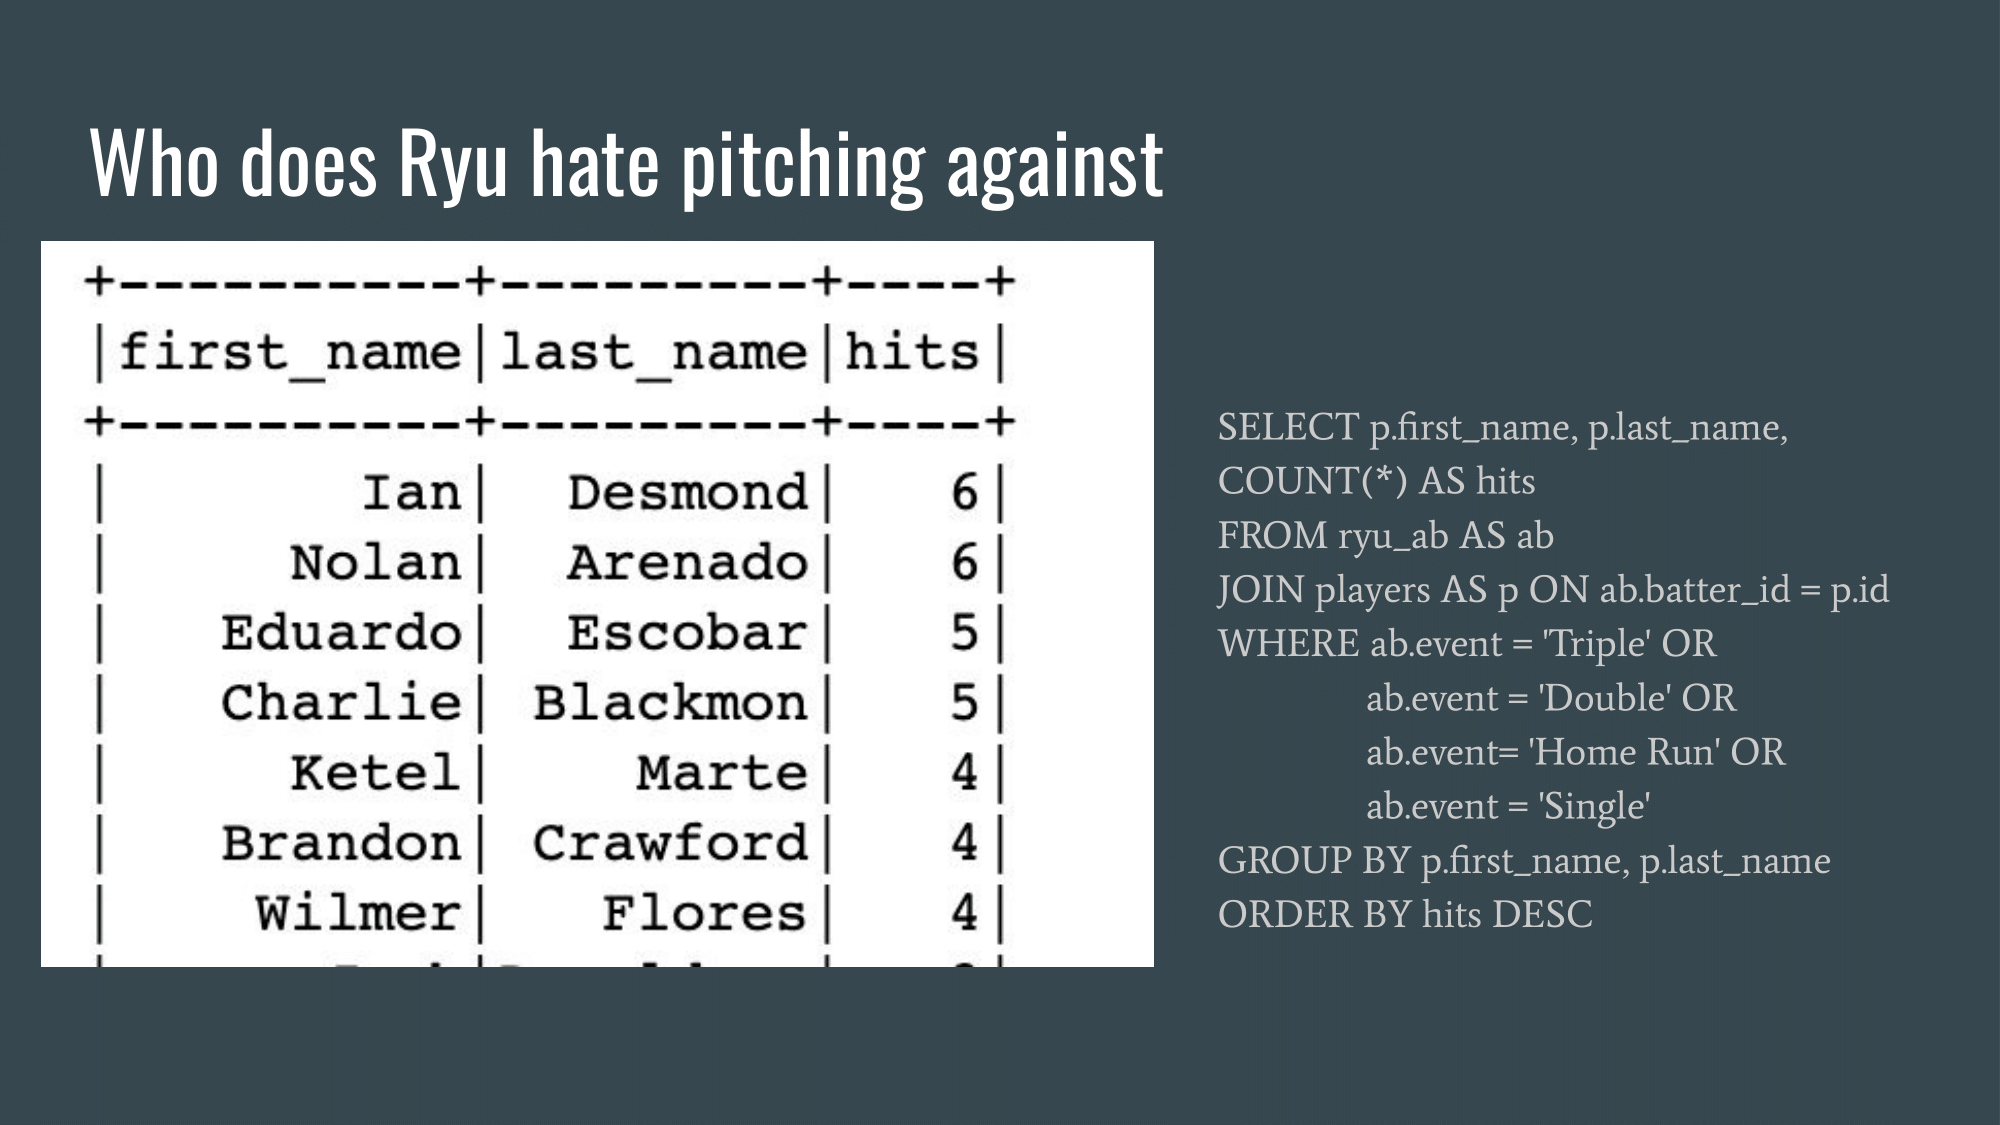 Who does Ryu hate pitching against
+----------+---------+----+
|first_name|last_name|hits|
+----------+---------+----+
|       Ian|  Desmond|   6|
|     Nolan|  Arenado|   6|
|   Eduardo|  Escobar|   5|
|   Charlie| Blackmon|   5|
|     Ketel|    Marte|   4|
|   Brandon| Crawford|   4|
|    Wilmer|   Flores|   4|
SELECT p.first_name, p.last_name,
COUNT(*) AS hits
FROM ryu_ab AS ab
JOIN players AS p ON ab.batter_id = p.id
WHERE ab.event = 'Triple' OR
ab.event = 'Double' OR
ab.event= 'Home Run' OR
ab.event = 'Single'
GROUP BY p.first_name, p.last_name
ORDER BY hits DESC